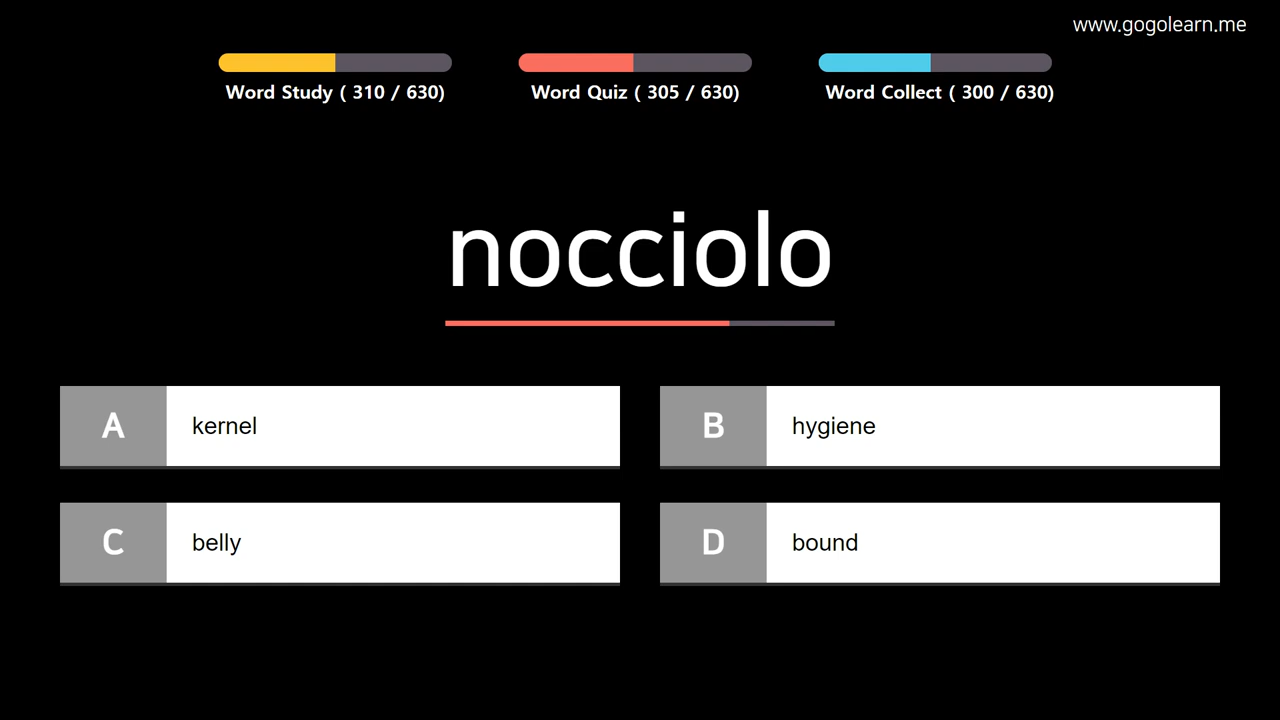 www.gogolearn.me
Word Study ( 310 / 630)
Word Quiz ( 305 / 630)
Word Collect ( 300 / 630)
nocciolo
A kernel
B hygiene
C belly
D bound